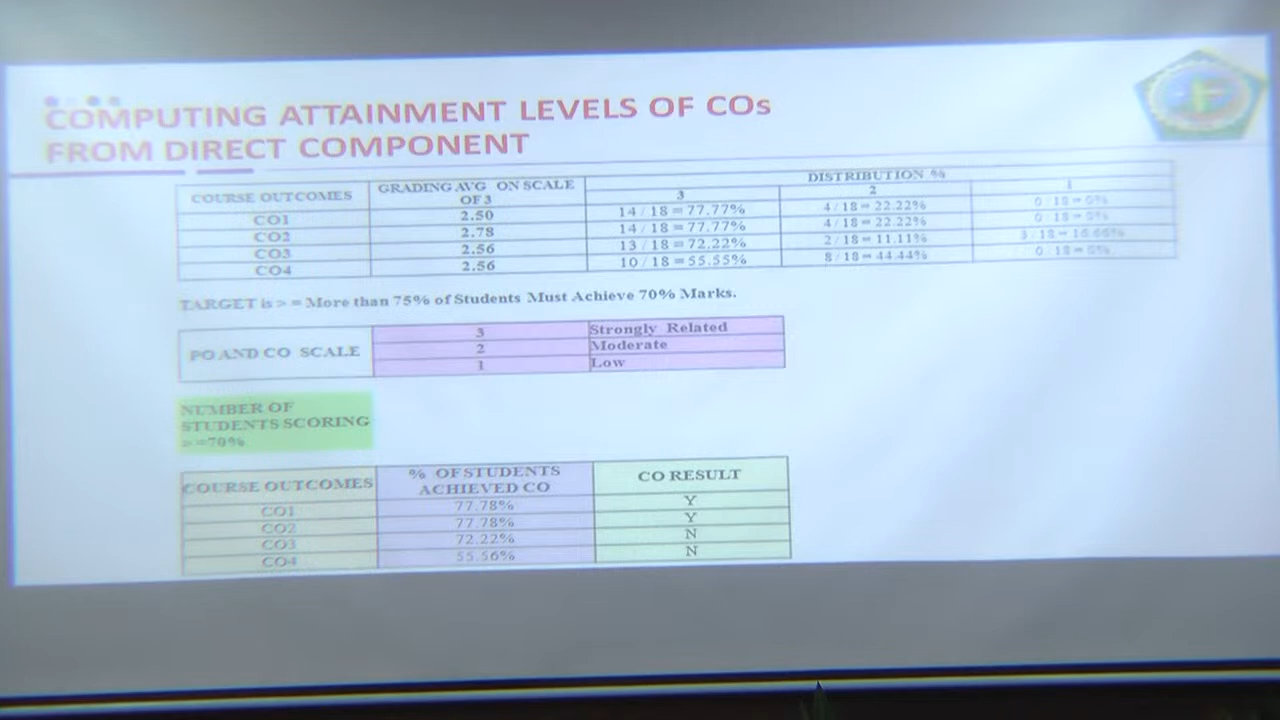 COMPUTING ATTAINMENT LEVELS OF COs
FROM DIRECT COMPONENT
COURSE OUTCOMES GRADING AVG ON SCALE OF 3 DISTRIBUTION %
3 2 1
CO1 2.50 14 / 18 = 77.77% 4 / 18 = 22.22% 0 / 18 = 0%
CO2 2.78 14 / 18 = 77.77% 4 / 18 = 22.22% 0 / 18 = 0%
CO3 2.56 13 / 18 = 72.22% 2 / 18 = 11.11% 3 / 18 = 16.66%
CO4 2.56 10 / 18 = 55.55% 8 / 18 = 44.44% 0 / 18 = 0%
TARGET is > = More than 75% of Students Must Achieve 70% Marks.
PO AND CO SCALE
3 Strongly Related
2 Moderate
1 Low
NUMBER OF
STUDENTS SCORING
> =70%
COURSE OUTCOMES % OF STUDENTS ACHIEVED CO CO RESULT
CO1 77.78% Y
CO2 77.78% Y
CO3 72.22% N
CO4 55.56% N